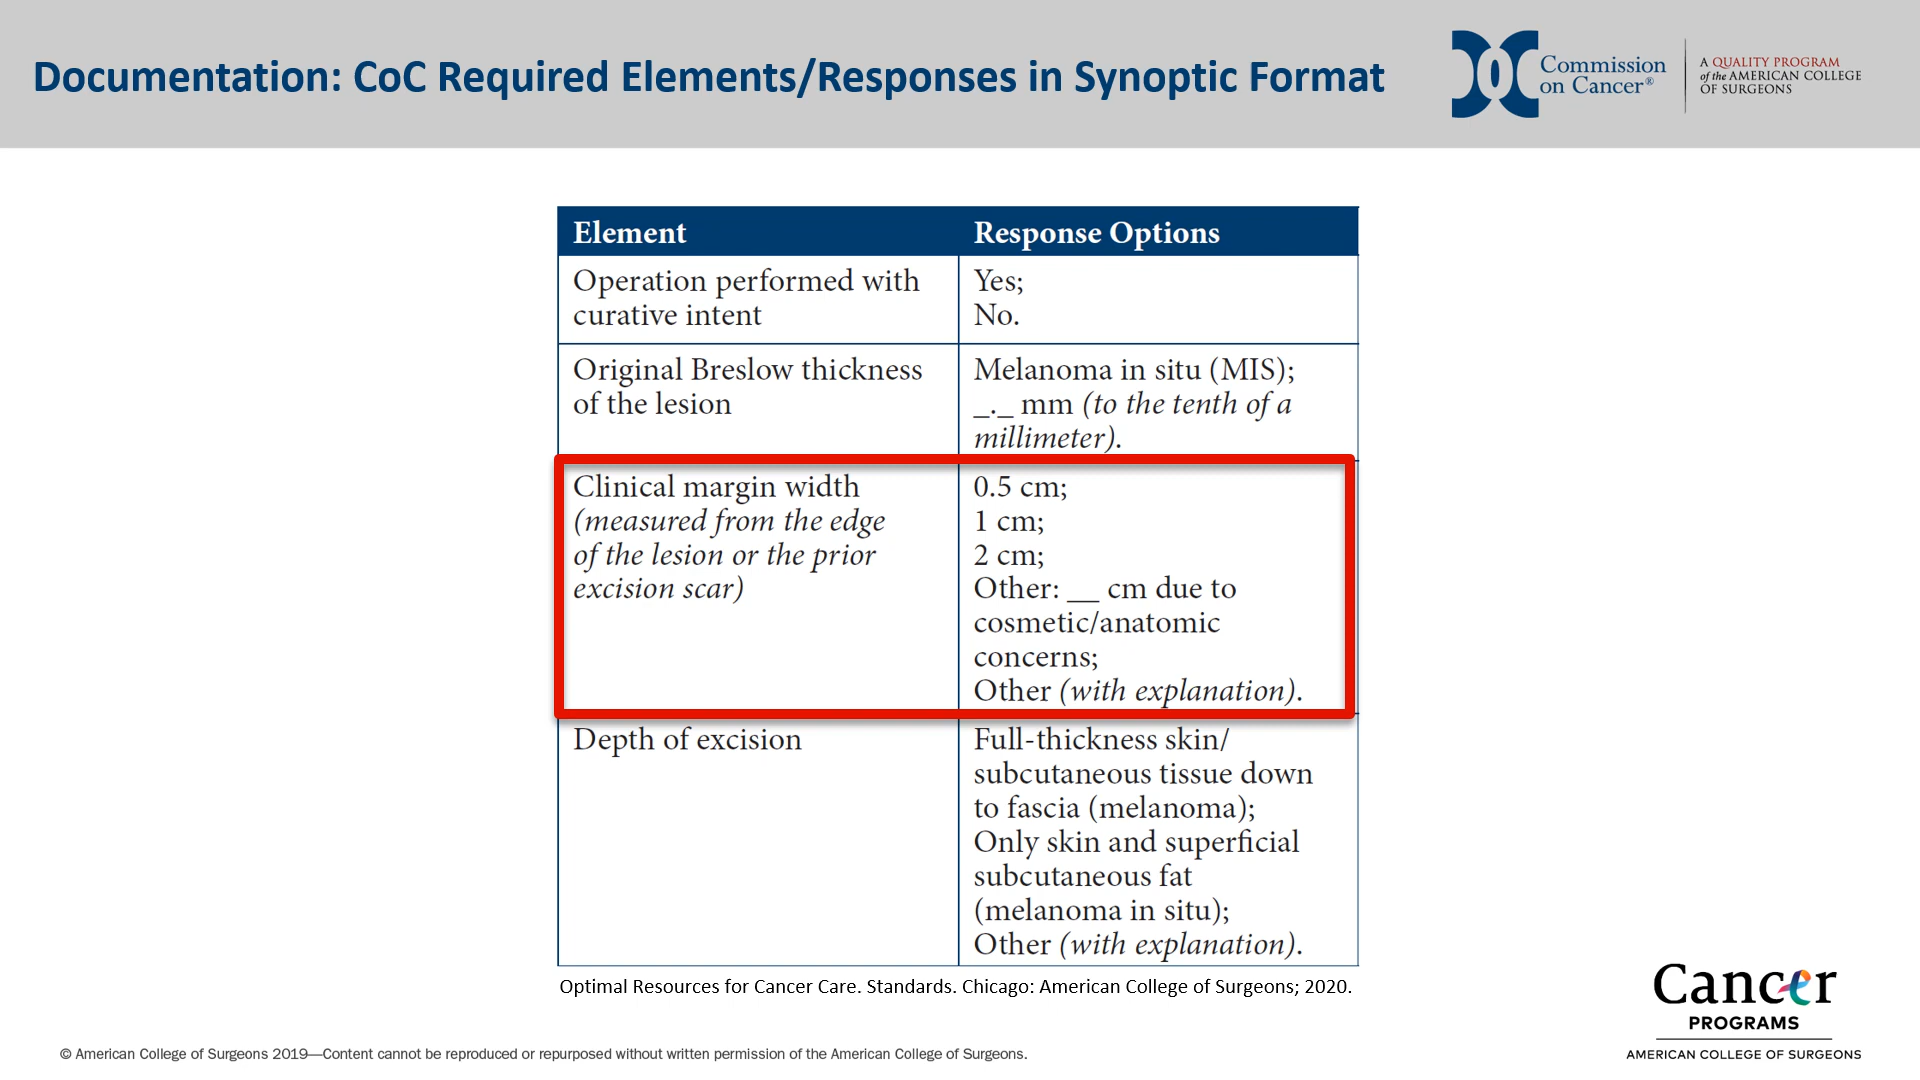 Documentation: CoC Required Elements/Responses in Synoptic Format
Commission
on Cancer®
A QUALITY PROGRAM
of the AMERICAN COLLEGE
OF SURGEONS
Element
Response Options
Operation performed with
curative intent
Yes;
No.
Original Breslow thickness
of the lesion
Melanoma in situ (MIS);
_._ mm (to the tenth of a
millimeter).
Clinical margin width
(measured from the edge
of the lesion or the prior
excision scar)
0.5 cm;
1 cm;
2 cm;
Other: __ cm due to
cosmetic/anatomic
concerns;
Other (with explanation).
Depth of excision
Full-thickness skin/
subcutaneous tissue down
to fascia (melanoma);
Only skin and superficial
subcutaneous fat
(melanoma in situ);
Other (with explanation).
Optimal Resources for Cancer Care. Standards. Chicago: American College of Surgeons; 2020.
Cancer
PROGRAMS
AMERICAN COLLEGE OF SURGEONS
© American College of Surgeons 2019—Content cannot be reproduced or repurposed without written permission of the American College of Surgeons.